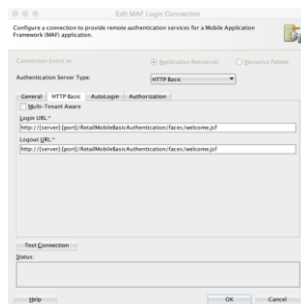 Edit MAF Login Connection
Configure a connection to provide remote authentication services for a Mobile Application
Framework (MAF) application.
Connection Exists in: Application Resources Resource Palette
Authentication Server Type: HTTP Basic
General HTTP Basic AutoLogin Authorization
Multi-Tenant Aware
Login URL:*
http://[server]:[port]/RetailMobileBasicAuthentication/faces/welcome.jsf
Logout URL:*
http://[server]:[port]/RetailMobileBasicAuthentication/faces/welcome.jsf
Test Connection
Status:
Help OK Cancel